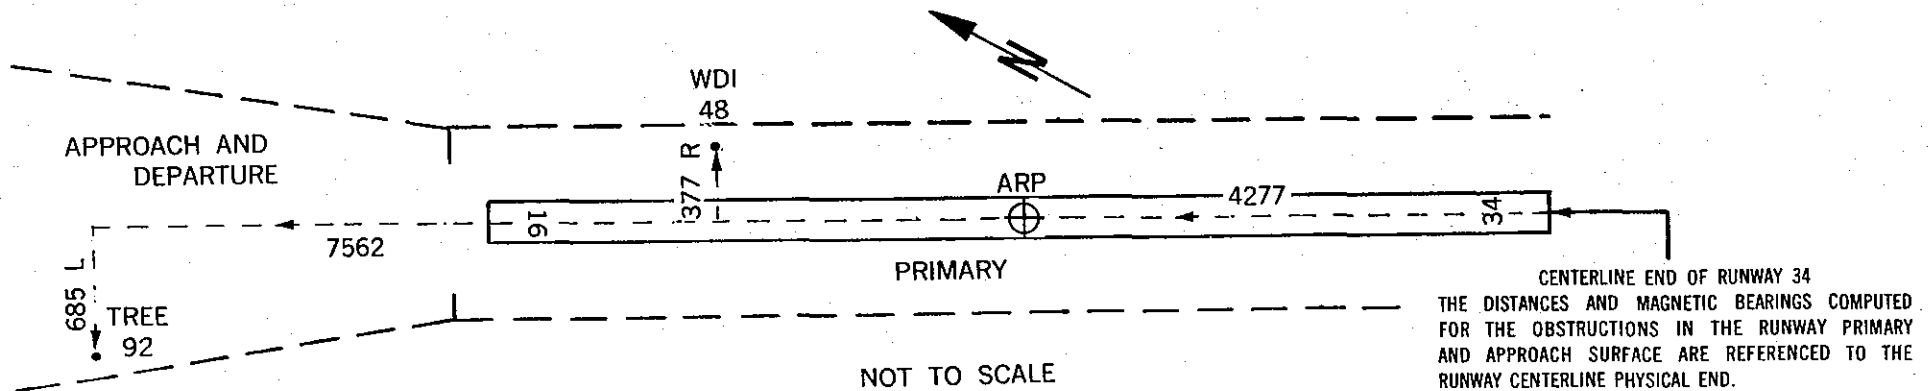 N
WDI
48
APPROACH AND
DEPARTURE
377 R
ARP
4277
16
34
7562
PRIMARY
685 L
TREE
92
CENTERLINE END OF RUNWAY 34
THE DISTANCES AND MAGNETIC BEARINGS COMPUTED
FOR THE OBSTRUCTIONS IN THE RUNWAY PRIMARY
AND APPROACH SURFACE ARE REFERENCED TO THE
RUNWAY CENTERLINE PHYSICAL END.
NOT TO SCALE